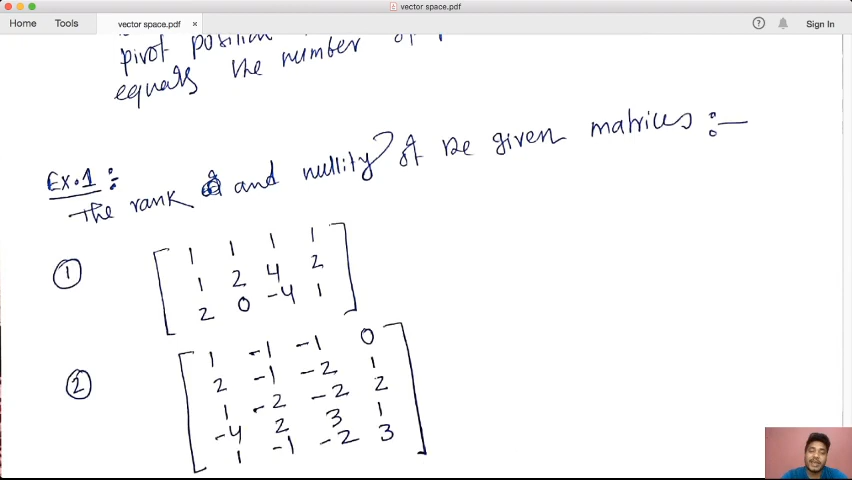 vector space.pdf
Home Tools vector space.pdf × ? Sign In
pivot position
equals the number of
Ex.1:
The rank and nullity of the given matrices :—
① [ 1 1 1 1
1 2 4 2
2 0 -4 1 ]
② [ 1 -1 -1 0
2 -1 -2 1
1 -2 -2 2
-4 2 3 1
1 -1 -2 3 ]